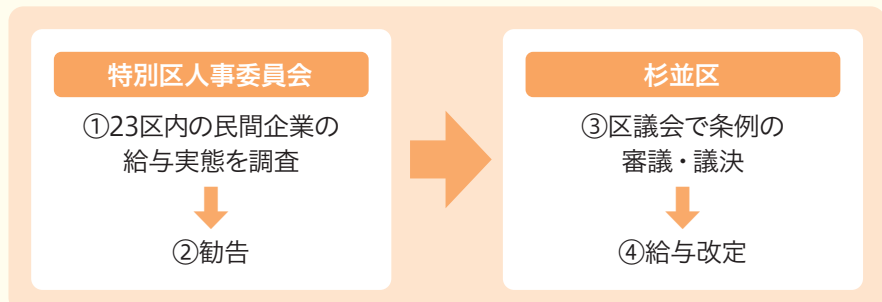 特別区人事委員会
①23区内の民間企業の
給与実態を調査
②勧告
杉並区
③区議会で条例の
審議・議決
④給与改定